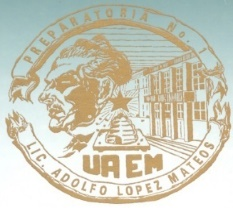 PREPARATORIA No. 1
UAEM
LIC. ADOLFO LOPEZ MATEOS